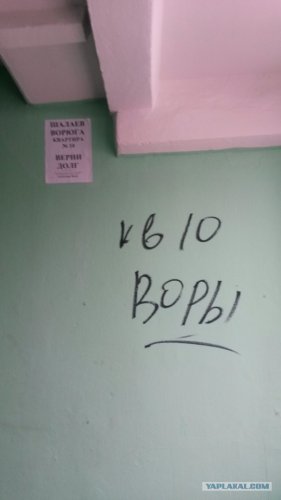 ШАЛАЕВ
ВОРЮГА
КВАРТИРА
№ 10
ВЕРНИ
ДОЛГ
кв 10
ВОРЫ
YAPLAKAL.COM